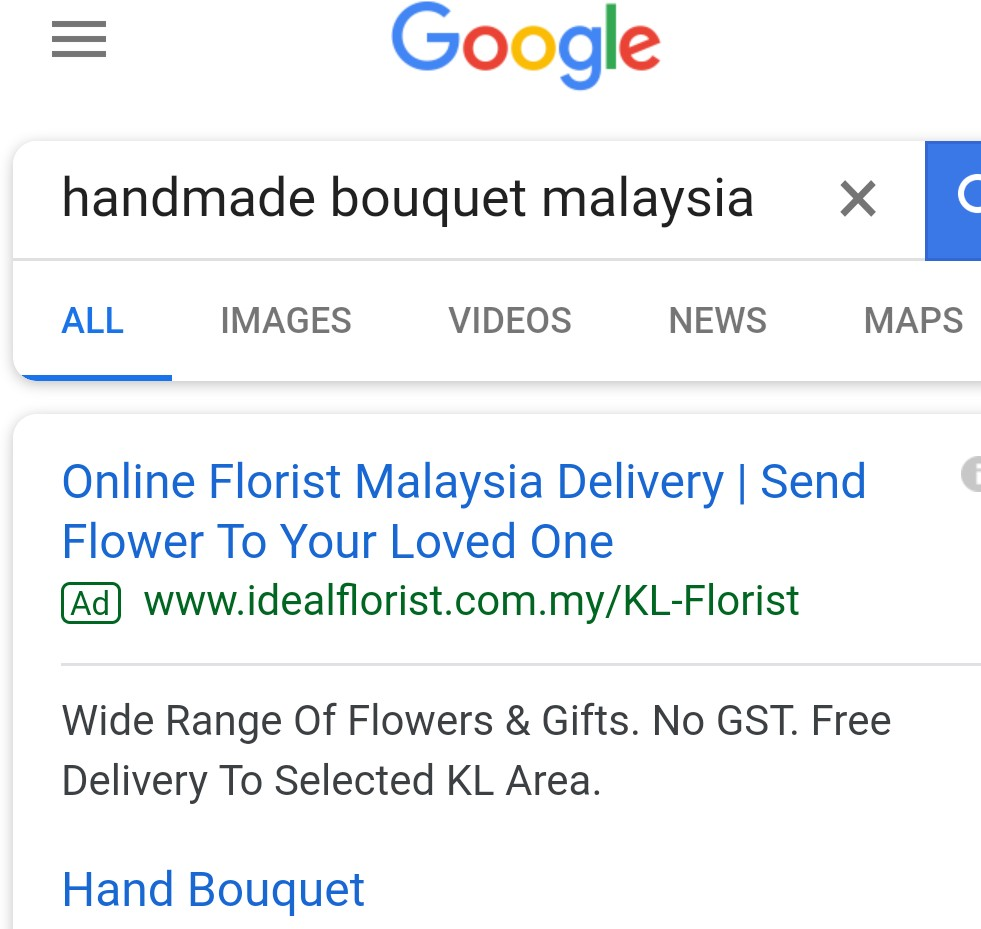 Google
handmade bouquet malaysia
ALL IMAGES VIDEOS NEWS MAPS
Online Florist Malaysia Delivery | Send
Flower To Your Loved One
Ad www.idealflorist.com.my/KL-Florist
Wide Range Of Flowers & Gifts. No GST. Free
Delivery To Selected KL Area.
Hand Bouquet